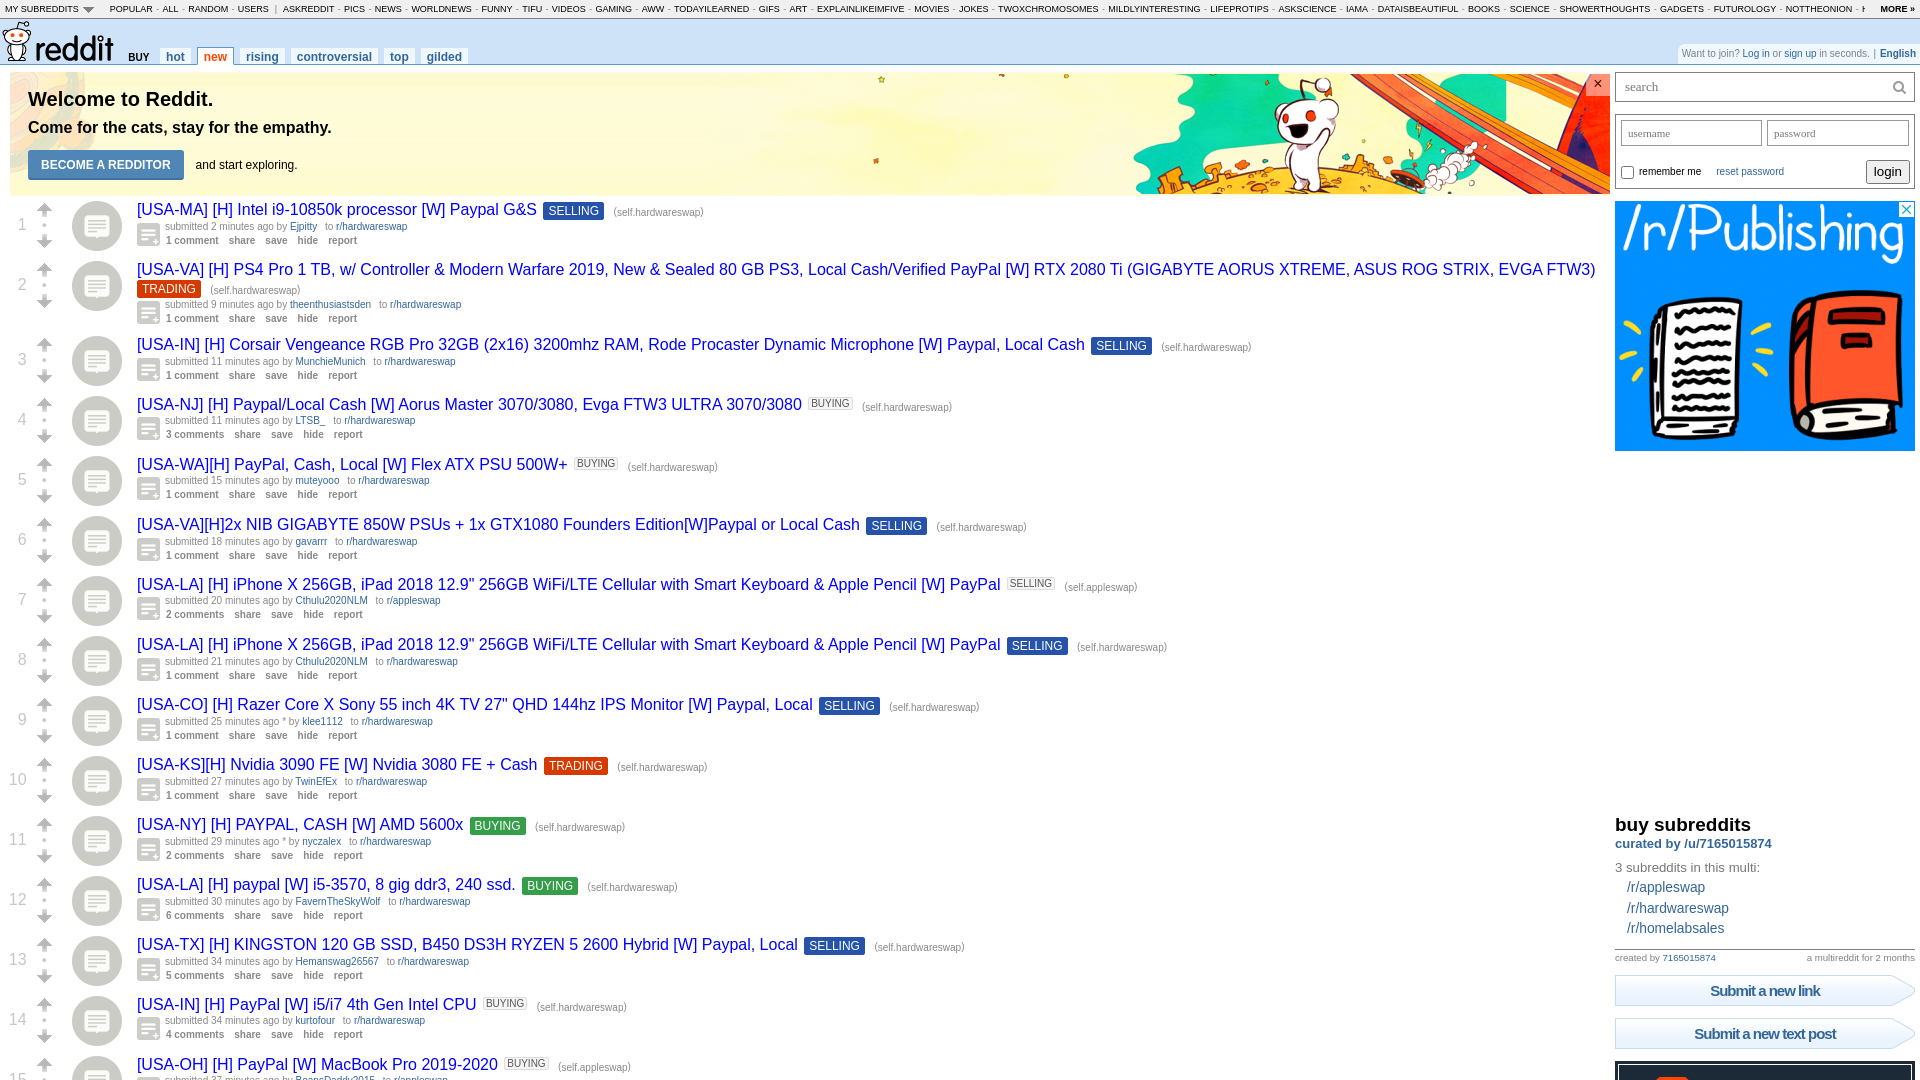 MY SUBREDDITS POPULAR - ALL - RANDOM - USERS | ASKREDDIT - PICS - NEWS - WORLDNEWS - FUNNY - TIFU - VIDEOS - GAMING - AWW - TODAYILEARNED - GIFS - ART - EXPLAINLIKEIMFIVE - MOVIES - JOKES - TWOXCHROMOSOMES - MILDLYINTERESTING - LIFEPROTIPS - ASKSCIENCE - IAMA - DATAISBEAUTIFUL - BOOKS - SCIENCE - SHOWERTHOUGHTS - GADGETS - FUTUROLOGY - NOTTHEONION - MORE »
reddit BUY hot new rising controversial top gilded
Want to join? Log in or sign up in seconds. | English
Welcome to Reddit.
Come for the cats, stay for the empathy.
BECOME A REDDITOR and start exploring.
×
1
[USA-MA] [H] Intel i9-10850k processor [W] Paypal G&S SELLING (self.hardwareswap)
submitted 2 minutes ago by Ejpitty to r/hardwareswap
1 comment share save hide report
2
[USA-VA] [H] PS4 Pro 1 TB, w/ Controller & Modern Warfare 2019, New & Sealed 80 GB PS3, Local Cash/Verified PayPal [W] RTX 2080 Ti (GIGABYTE AORUS XTREME, ASUS ROG STRIX, EVGA FTW3)
TRADING (self.hardwareswap)
submitted 9 minutes ago by theenthusiastsden to r/hardwareswap
1 comment share save hide report
3
[USA-IN] [H] Corsair Vengeance RGB Pro 32GB (2x16) 3200mhz RAM, Rode Procaster Dynamic Microphone [W] Paypal, Local Cash SELLING (self.hardwareswap)
submitted 11 minutes ago by MunchieMunich to r/hardwareswap
1 comment share save hide report
4
[USA-NJ] [H] Paypal/Local Cash [W] Aorus Master 3070/3080, Evga FTW3 ULTRA 3070/3080 BUYING (self.hardwareswap)
submitted 11 minutes ago by LTSB_ to r/hardwareswap
3 comments share save hide report
5
[USA-WA][H] PayPal, Cash, Local [W] Flex ATX PSU 500W+ BUYING (self.hardwareswap)
submitted 15 minutes ago by muteyooo to r/hardwareswap
1 comment share save hide report
6
[USA-VA][H]2x NIB GIGABYTE 850W PSUs + 1x GTX1080 Founders Edition[W]Paypal or Local Cash SELLING (self.hardwareswap)
submitted 18 minutes ago by gavarrr to r/hardwareswap
1 comment share save hide report
7
[USA-LA] [H] iPhone X 256GB, iPad 2018 12.9" 256GB WiFi/LTE Cellular with Smart Keyboard & Apple Pencil [W] PayPal SELLING (self.appleswap)
submitted 20 minutes ago by Cthulu2020NLM to r/appleswap
2 comments share save hide report
8
[USA-LA] [H] iPhone X 256GB, iPad 2018 12.9" 256GB WiFi/LTE Cellular with Smart Keyboard & Apple Pencil [W] PayPal SELLING (self.hardwareswap)
submitted 21 minutes ago by Cthulu2020NLM to r/hardwareswap
1 comment share save hide report
9
[USA-CO] [H] Razer Core X Sony 55 inch 4K TV 27" QHD 144hz IPS Monitor [W] Paypal, Local SELLING (self.hardwareswap)
submitted 25 minutes ago * by klee1112 to r/hardwareswap
1 comment share save hide report
10
[USA-KS][H] Nvidia 3090 FE [W] Nvidia 3080 FE + Cash TRADING (self.hardwareswap)
submitted 27 minutes ago by TwinEfEx to r/hardwareswap
1 comment share save hide report
11
[USA-NY] [H] PAYPAL, CASH [W] AMD 5600x BUYING (self.hardwareswap)
submitted 29 minutes ago * by nyczalex to r/hardwareswap
2 comments share save hide report
12
[USA-LA] [H] paypal [W] i5-3570, 8 gig ddr3, 240 ssd. BUYING (self.hardwareswap)
submitted 30 minutes ago by FavernTheSkyWolf to r/hardwareswap
6 comments share save hide report
13
[USA-TX] [H] KINGSTON 120 GB SSD, B450 DS3H RYZEN 5 2600 Hybrid [W] Paypal, Local SELLING (self.hardwareswap)
submitted 34 minutes ago by Hemanswag26567 to r/hardwareswap
5 comments share save hide report
14
[USA-IN] [H] PayPal [W] i5/i7 4th Gen Intel CPU BUYING (self.hardwareswap)
submitted 34 minutes ago by kurtofour to r/hardwareswap
4 comments share save hide report
15
[USA-OH] [H] PayPal [W] MacBook Pro 2019-2020 BUYING (self.appleswap)
submitted 37 minutes ago by BeansDaddy2015 to r/appleswap
search
username password
remember me reset password login
/r/Publishing
buy subreddits
curated by /u/7165015874
3 subreddits in this multi:
/r/appleswap
/r/hardwareswap
/r/homelabsales
created by 7165015874 a multireddit for 2 months
Submit a new link
Submit a new text post